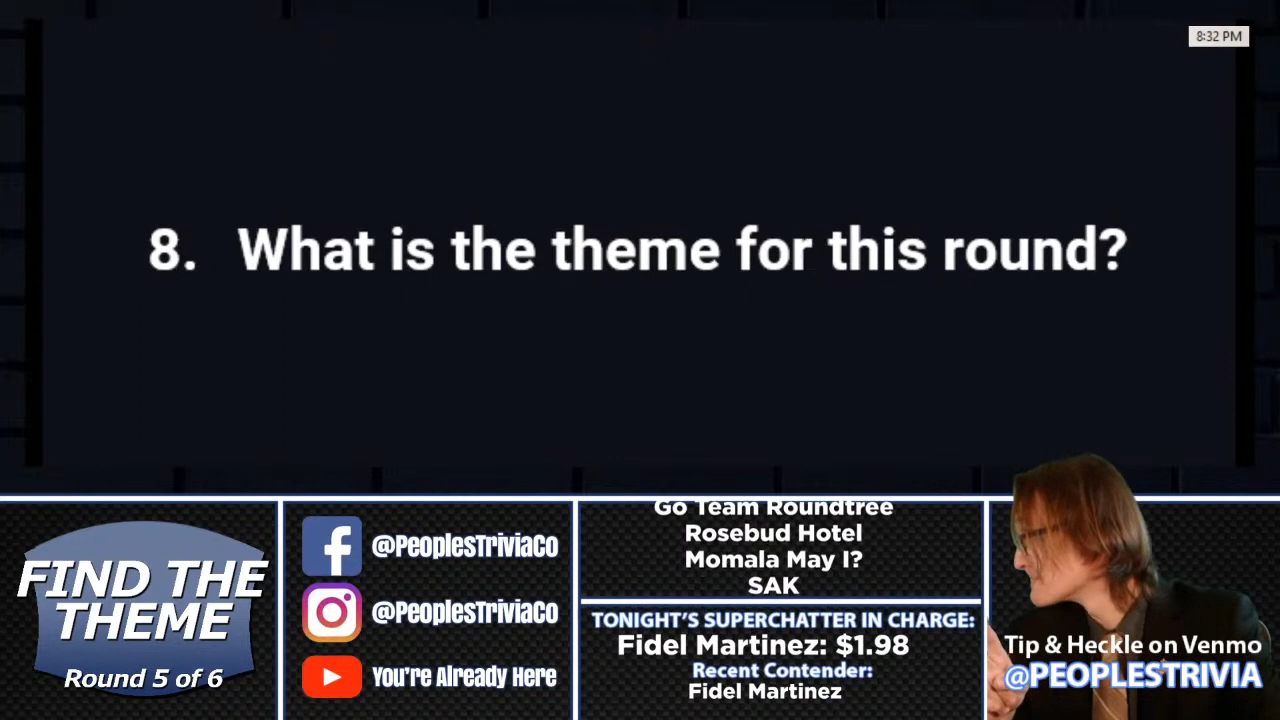 8:32 PM
8. What is the theme for this round?
FIND THE
THEME
Round 5 of 6
@PeoplesTriviaCo
@PeoplesTriviaCo
You're Already Here
Go Team Roundtree
Rosebud Hotel
Momala May I?
SAK
TONIGHT'S SUPERCHATTER IN CHARGE:
Fidel Martinez: $1.98
Recent Contender:
Fidel Martinez
Tip & Heckle on Venmo
@PEOPLESTRIVIA